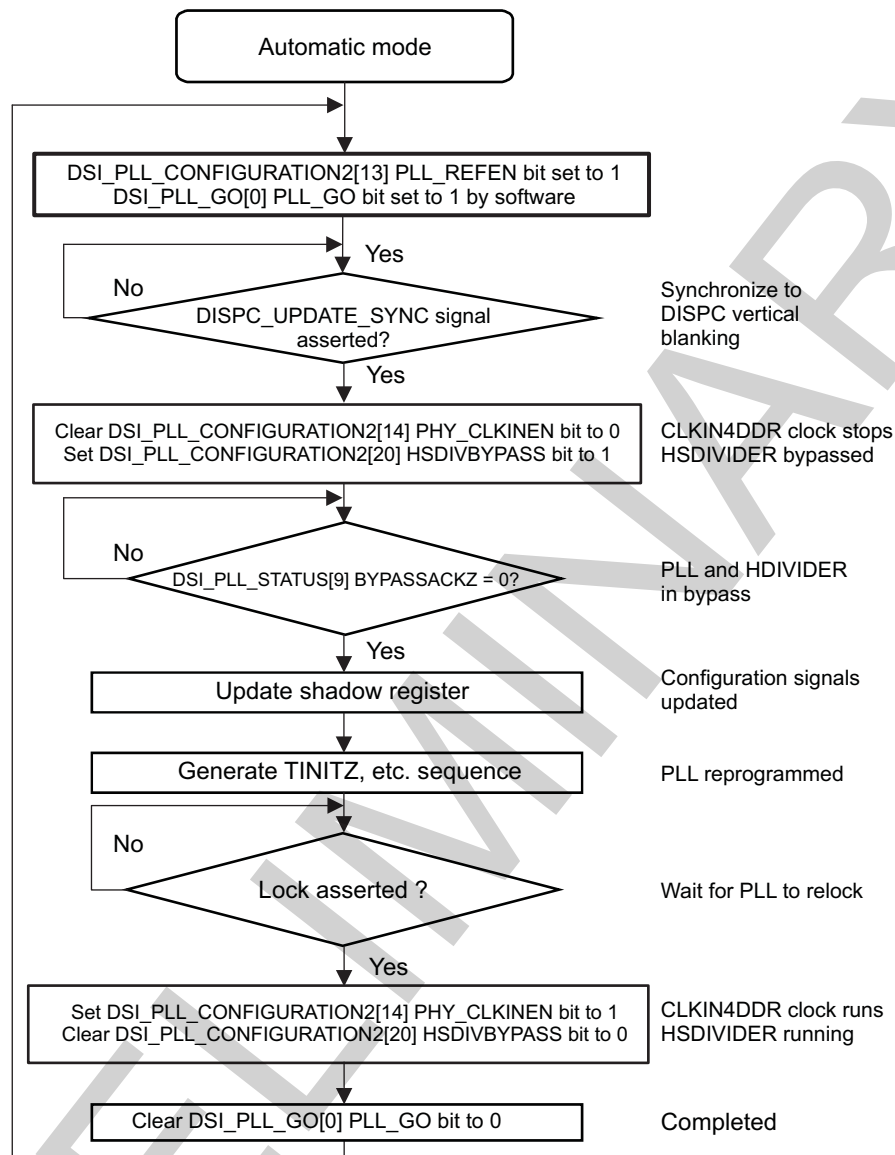 Automatic mode
DSI_PLL_CONFIGURATION2[13] PLL_REFEN bit set to 1
DSI_PLL_GO[0] PLL_GO bit set to 1 by software
Yes
No
DISPC_UPDATE_SYNC signal
asserted?
Synchronize to
DISPC vertical
blanking
Yes
Clear DSI_PLL_CONFIGURATION2[14] PHY_CLKINEN bit to 0
Set DSI_PLL_CONFIGURATION2[20] HSDIVBYPASS bit to 1
CLKIN4DDR clock stops
HSDIVIDER bypassed
No
DSI_PLL_STATUS[9] BYPASSACKZ = 0?
PLL and HDIVIDER
in bypass
Yes
Update shadow register
Configuration signals
updated
Generate TINITZ, etc. sequence
PLL reprogrammed
No
Lock asserted ?
Wait for PLL to relock
Yes
Set DSI_PLL_CONFIGURATION2[14] PHY_CLKINEN bit to 1
Clear DSI_PLL_CONFIGURATION2[20] HSDIVBYPASS bit to 0
CLKIN4DDR clock runs
HSDIVIDER running
Clear DSI_PLL_GO[0] PLL_GO bit to 0
Completed
ELIMINARY